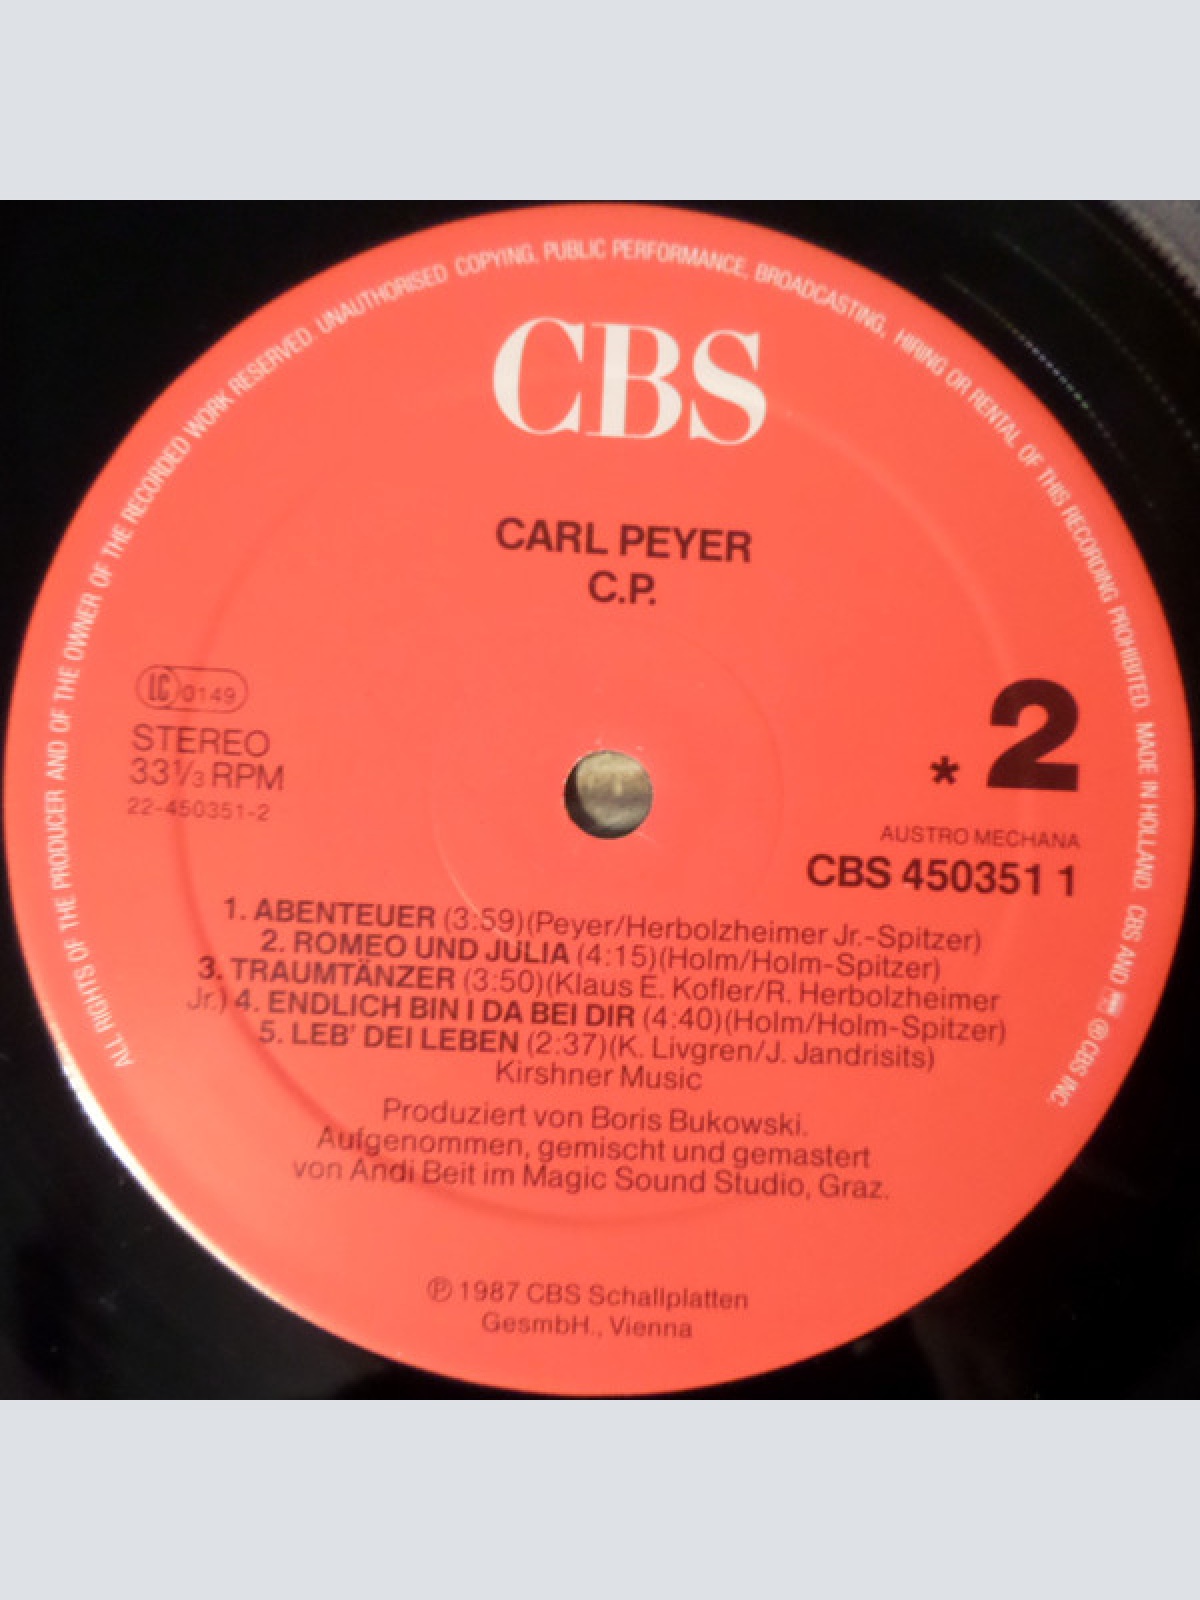 ALL RIGHTS OF THE PRODUCER AND OF THE OWNER OF THE RECORDED WORK RESERVED. UNAUTHORISED COPYING, PUBLIC PERFORMANCE, BROADCASTING, HIRING OR RENTAL OF THIS RECORDING PROHIBITED. MADE IN HOLLAND. CBS AND ℗ CBS INC.
CBS
CARL PEYER
C.P.
LC 0149
STEREO
33⅓ RPM
22-450351-2
* 2
AUSTRO MECHANA
CBS 450351 1
1. ABENTEUER (3:59)(Peyer/Herbolzheimer Jr.-Spitzer)
2. ROMEO UND JULIA (4:15)(Holm/Holm-Spitzer)
3. TRAUMTÄNZER (3:50)(Klaus E. Kofler/R. Herbolzheimer
Jr.) 4. ENDLICH BIN I DA BEI DIR (4:40)(Holm/Holm-Spitzer)
5. LEB' DEI LEBEN (2:37)(K. Livgren/J. Jandrisits)
Kirshner Music
Produziert von Boris Bukowski.
Aufgenommen, gemischt und gemastert
von Andi Beit im Magic Sound Studio, Graz.
℗ 1987 CBS Schallplatten
GesmbH., Vienna